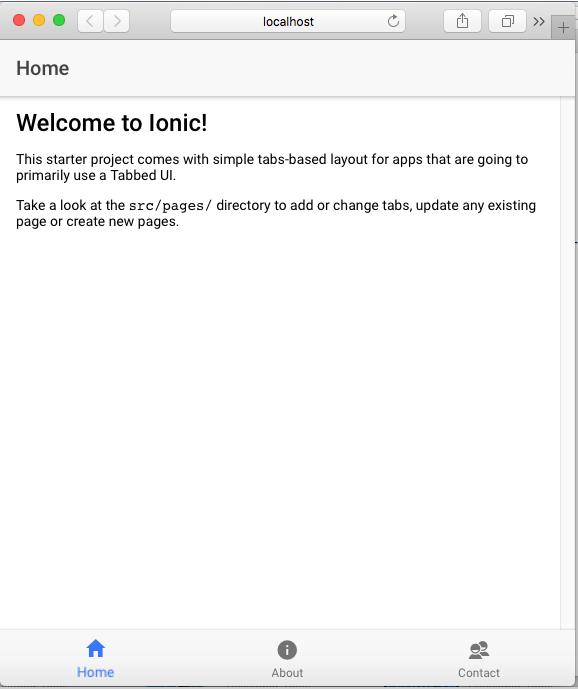 localhost
Home
Welcome to Ionic!
This starter project comes with simple tabs-based layout for apps that are going to
primarily use a Tabbed UI.
Take a look at the src/pages/ directory to add or change tabs, update any existing
page or create new pages.
Home
About
Contact